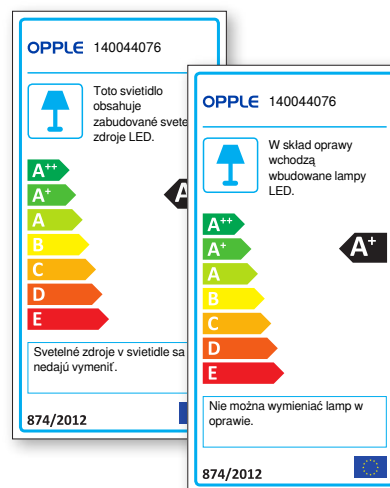 OPPLE 140044076
Toto svietidlo
obsahuje
zabudované
zdroje LED.
A++
A+
A
B
C
D
E
Svetelné zdroje v svietidle sa
nedajú vymeniť.
874/2012
OPPLE 140044076
W skład oprawy
wchodzą
wbudowane lampy
LED.
A++
A+
A+
A
B
C
D
E
Nie można wymieniać lamp w
oprawie.
874/2012